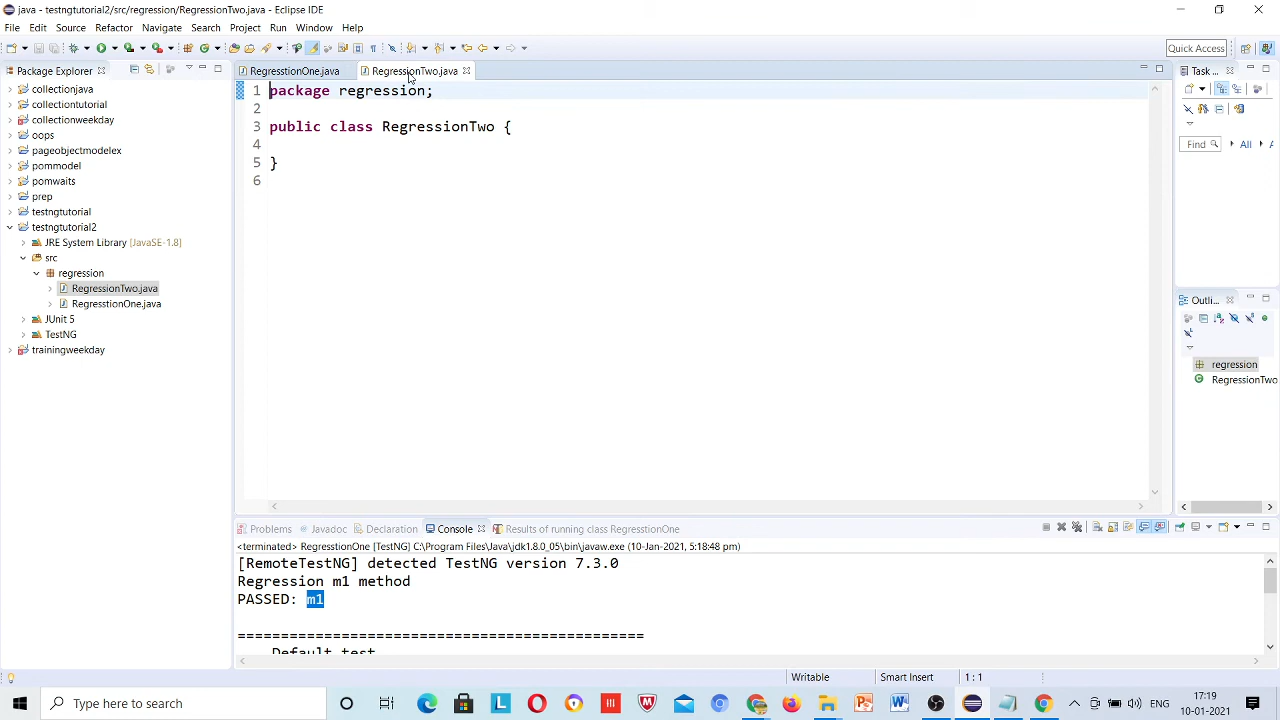 java - testngtutorial2/src/regression/RegressionTwo.java - Eclipse IDE
File Edit Source Refactor Navigate Search Project Run Window Help
Quick Access
Package Explorer
RegresstionOne.java
RegressionTwo.java
Task ...
collectionjava
collectiontutorial
collectionweekday
oops
pageobjectmodelex
pommodel
pomwaits
prep
testngtutorial
testngtutorial2
JRE System Library [JavaSE-1.8]
src
regression
RegressionTwo.java
RegresstionOne.java
JUnit 5
TestNG
trainingweekday
1 package regression;
2
3 public class RegressionTwo {
4
5 }
6
Find
All
Outli...
regression
RegressionTwo
Problems Javadoc Declaration Console Results of running class RegresstionOne
<terminated> RegresstionOne [TestNG] C:\Program Files\Java\jdk1.8.0_05\bin\javaw.exe (10-Jan-2021, 5:18:48 pm)
[RemoteTestNG] detected TestNG version 7.3.0
Regression m1 method
PASSED: m1
===============================================
Default test
Writable
Smart Insert
1 : 1
Type here to search
ENG
17:19
10-01-2021